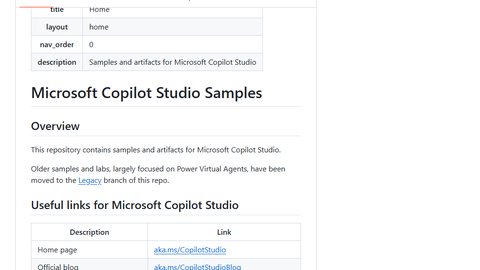 title Home
layout home
nav_order 0
description Samples and artifacts for Microsoft Copilot Studio
Microsoft Copilot Studio Samples
Overview
This repository contains samples and artifacts for Microsoft Copilot Studio.
Older samples and labs, largely focused on Power Virtual Agents, have been
moved to the Legacy branch of this repo.
Useful links for Microsoft Copilot Studio
Description Link
Home page aka.ms/CopilotStudio
Official blog aka.ms/CopilotStudioBlog